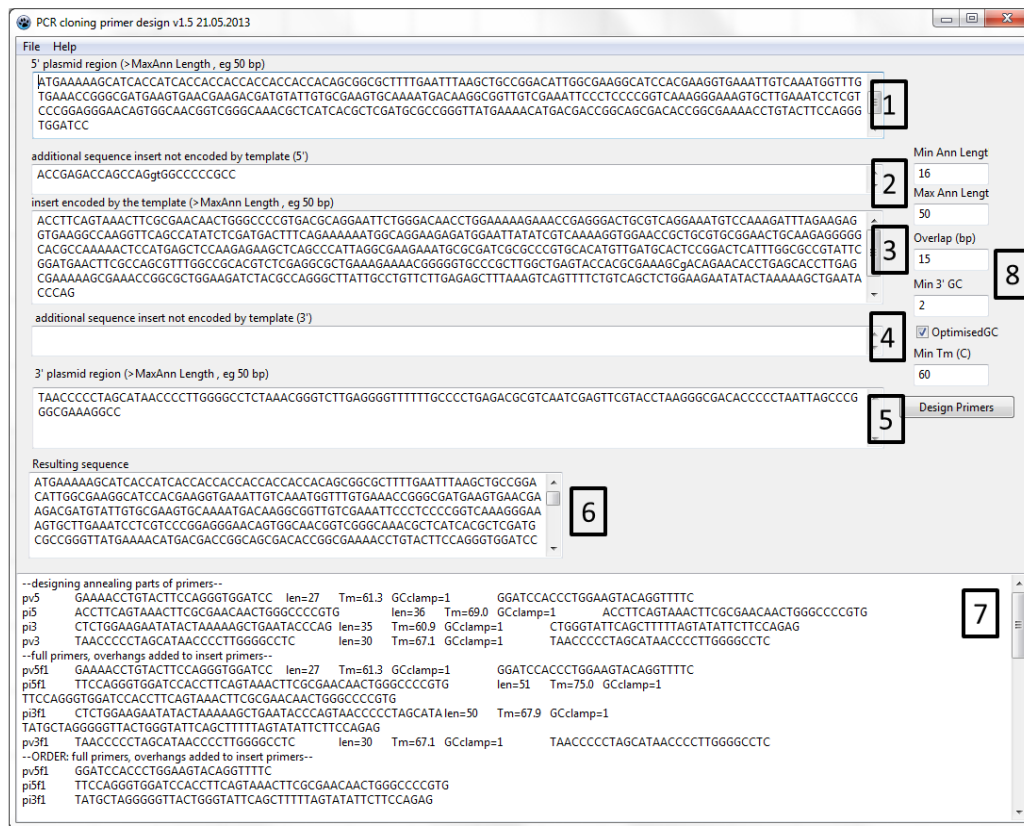 PCR cloning primer design v1.5 21.05.2013
File Help
5' plasmid region (>MaxAnn Length , eg 50 bp)
ATGAAAAAGCATCACCATCATCACCACCACCACCACCACCACAGCGGCGCTTTTGAATTTAAGCTGCCGGACATTGGCGAAGGCATCCACGAAGGTGAAATTGTCAAATGGTTTG
TGAAACCGGGCGATGAAGTGAACGAAGACGATGTATTGTGCGAAGTGCAAAATGACAAGGCGGTTGTCGAAATTCCCTCCCCGGTCAAAGGGAAAGTGCTTGAAATCCTCGT
CCCGGAGGGAACAGTGGCAACGGTCGGGCAAACGCTCATCACGCTCGATGCGCCGGGTTATGAAAACATGACGACCGGCAGCGACACCGGCGAAAACCTGTACTTCCAGGG
TGGATCC
1
additional sequence insert not encoded by template (5')
ACCGAGACCAGCCAGgtGGCCCCCGCC
2
Min Ann Lengt
16
insert encoded by the template (>MaxAnn Length)
Max Ann Lengt
50
ACCTTCAGTAAACTTCGCGAACAACTGGGCCCCGTGACGCAGGAATTCTGGGACAACCTGGAAAAAGAAACCGAGGGACTGCGTCAGGAAATGTCCAAAGATTTAGAAGAG
GTGAAGGCCAAGGTTCAGCCATATCTCGATGACTTTCAGAAAAAATGGCAGGAAGAGATGGAATTATATCGTCAAAAGGTGGAACCGCTGCGTGCGGAACTGCAAGAGGGGG
CACGCCAAAAACTCCATGAGCTCCAAGAGAAGCTCAGCCCATTAGGCGAAGAAATGCGCGATCGCGCCCGTGCACATGTTGATGCACTCCGGACTCATTTGGCGCCGTATTC
GGATGAACTTCGCCAGCGTTTGGCCGCACGTCTCGAGGCGCTGAAAGAAAACGGGGGTGCCCGCTTGGCTGAGTACCACGCGAAAGCgACAGAACACCTGAGCACCTTGAG
CGAAAAAGCGAAACCGGCGCTGGAAGATCTACGCCAGGGCTTATTGCCTGTTCTTGAGAGCTTTAAAGTCAGTTTTCTGTCAGCTCTGGAAGAATATACTAAAAAGCTGAATA
CCCAG
3
Overlap (bp)
15
8
Min 3' GC
2
additional sequence insert not encoded by template (3')
4
OptimisedGC
Min Tm (C)
60
3' plasmid region (>MaxAnn Length , eg 50 bp)
TAACCCCCTAGCATAACCCCTTGGGGCCTCTAAACGGGTCTTGAGGGGTTTTTTGCCCCTGAGACGCGTCAATCGAGTTCGTACCTAAGGGCGACACCCCCTAATTAGCCCG
GGCGAAAGGCC
5
Design Primers
Resulting sequence
ATGAAAAAGCATCACCATCATCACCACCACCACCACCACCACAGCGGCGCTTTTGAATTTAAGCTGCCGGA
CATTGGCGAAGGCATCCACGAAGGTGAAATTGTCAAATGGTTTGTGAAACCGGGCGATGAAGTGAACGA
AGACGATGTATTGTGCGAAGTGCAAAATGACAAGGCGGTTGTCGAAATTCCCTCCCCGGTCAAAGGGAA
AGTGCTTGAAATCCTCGTCCCGGAGGGAACAGTGGCAACGGTCGGGCAAACGCTCATCACGCTCGATG
CGCCGGGTTATGAAAACATGACGACCGGCAGCGACACCGGCGAAAACCTGTACTTCCAGGGTGGATCC
6
--designing annealing parts of primers--
pv5 GAAAACCTGTACTTCCAGGGTGGATCC len=27 Tm=61.3 GCclamp=1 GGATCCACCCTGGAAGTACAGGTTTTC
pi5 ACCTTCAGTAAACTTCGCGAACAACTGGGCCCCGTG len=36 Tm=69.0 GCclamp=1 ACCTTCAGTAAACTTCGCGAACAACTGGGCCCCGTG
pi3 CTCTGGAAGAATATACTAAAAAGCTGAATACCCAG len=35 Tm=60.9 GCclamp=1 CTGGGTATTCAGCTTTTTAGTATATTCTTCCAGAG
pv3 TAACCCCCTAGCATAACCCCTTGGGGCCTC len=30 Tm=67.1 GCclamp=1 TAACCCCCTAGCATAACCCCTTGGGGCCTC
--full primers, overhangs added to insert primers--
pv5f1 GAAAACCTGTACTTCCAGGGTGGATCC len=27 Tm=61.3 GCclamp=1 GGATCCACCCTGGAAGTACAGGTTTTC
pi5f1 TTCCAGGGTGGATCCACCTTCAGTAAACTTCGCGAACAACTGGGCCCCGTG len=51 Tm=75.0 GCclamp=1
TTCCAGGGTGGATCCACCTTCAGTAAACTTCGCGAACAACTGGGCCCCGTG
pi3f1 CTCTGGAAGAATATACTAAAAAGCTGAATACCCAGTAACCCCCTAGCATA len=50 Tm=67.9 GCclamp=1
TATGCTAGGGGGTTACTGGGTATTCAGCTTTTTAGTATATTCTTCCAGAG
pv3f1 TAACCCCCTAGCATAACCCCTTGGGGCCTC len=30 Tm=67.1 GCclamp=1 TAACCCCCTAGCATAACCCCTTGGGGCCTC
--ORDER: full primers, overhangs added to insert primers--
pv5f1 GGATCCACCCTGGAAGTACAGGTTTTC
pi5f1 TTCCAGGGTGGATCCACCTTCAGTAAACTTCGCGAACAACTGGGCCCCGTG
pi3f1 TATGCTAGGGGGTTACTGGGTATTCAGCTTTTTAGTATATTCTTCCAGAG
7